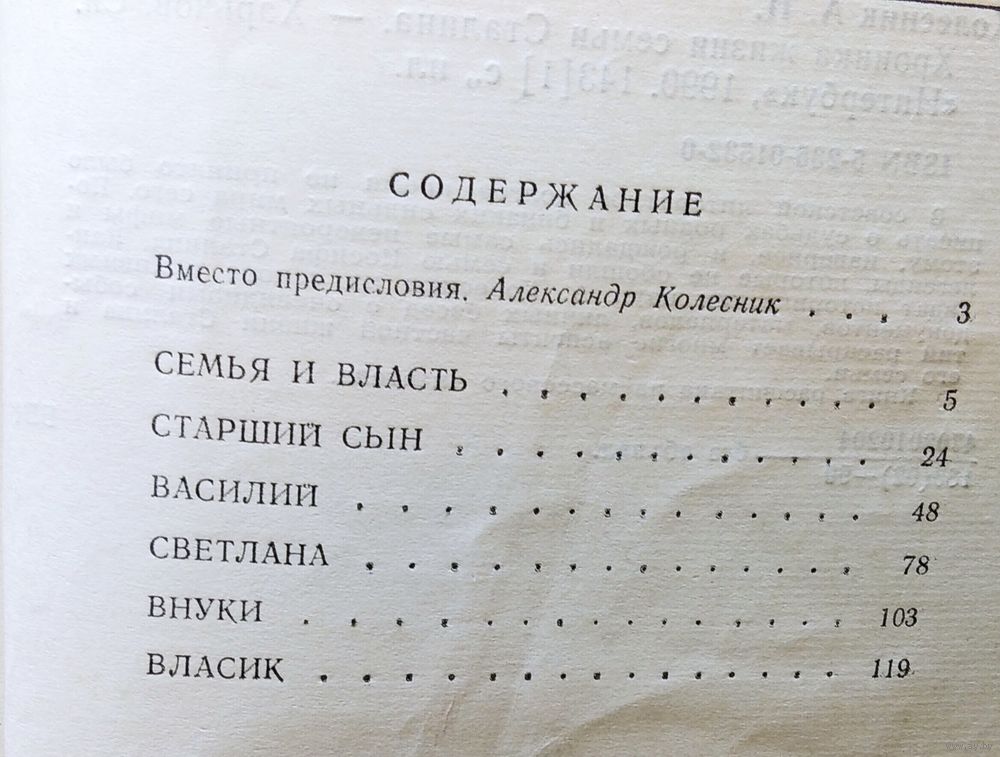 СОДЕРЖАНИЕ
Вместо предисловия. Александр Колесник . . . 3
СЕМЬЯ И ВЛАСТЬ . . . . . . . . . . . 5
СТАРШИЙ СЫН . . . . . . . . . . . . 24
ВАСИЛИЙ . . . . . . . . . . . . . . 48
СВЕТЛАНА . . . . . . . . . . . . 78
ВНУКИ . . . . . . . . . . . . 103
ВЛАСИК . . . . . . . . . . . . 119